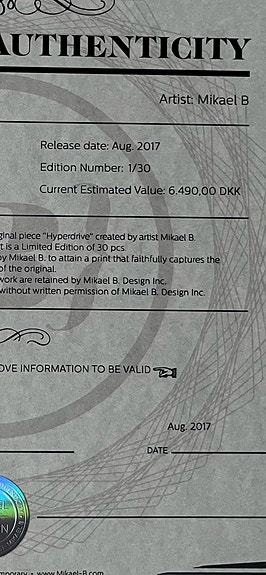 AUTHENTICITY
Artist: Mikael B
Release date: Aug. 2017
Edition Number: 1/30
Current Estimated Value: 6.490,00 DKK
piece "Hyperdrive" created by artist Mikael B.
is a Limited Edition of 30 pcs
by Mikael B. to attain a print that faithfully captures the
of the original.
work are retained by Mikael B. Design Inc.
without written permission of Mikael B. Design Inc.
INFORMATION TO BE VALID
Aug. 2017
DATE
www.Mikael-B.com